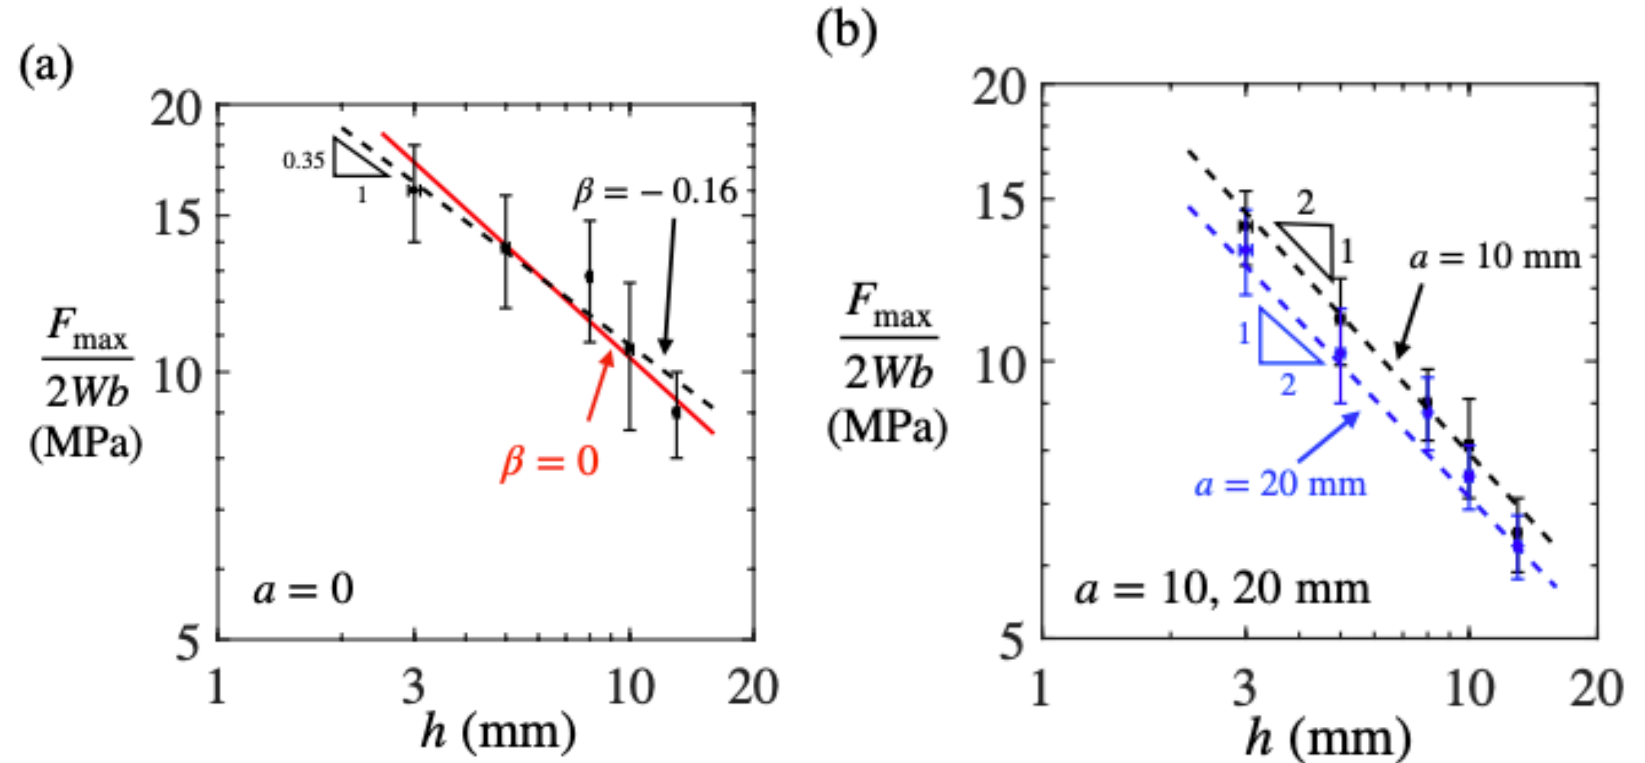 (a)
20
15
10
5
F_max
2Wb
(MPa)
0.35
1
β = − 0.16
β = 0
a = 0
1
3
10
20
h (mm)
(b)
20
15
10
5
F_max
2Wb
(MPa)
2
1
a = 10 mm
1
2
a = 20 mm
a = 10, 20 mm
1
3
10
20
h (mm)